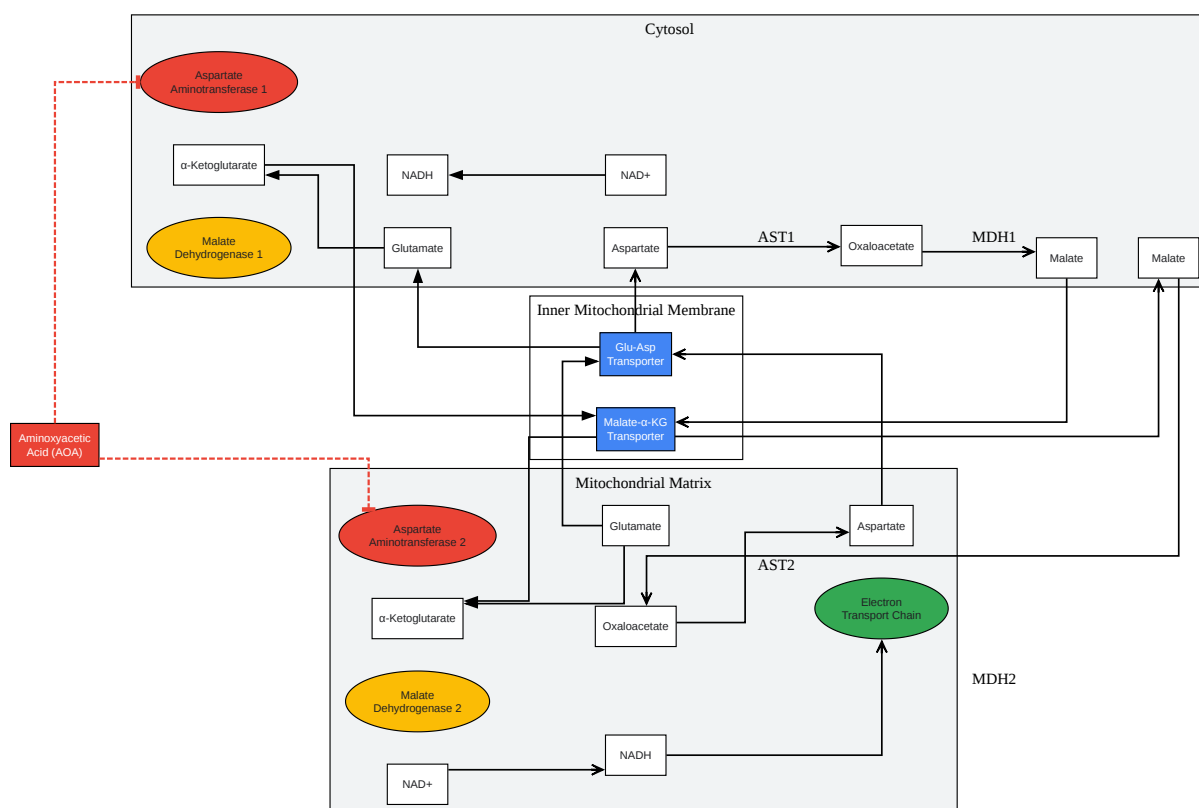 Cytosol
Aspartate
Aminotransferase 1
α-Ketoglutarate
NADH
NAD+
Malate
Dehydrogenase 1
Glutamate
Aspartate
AST1
Oxaloacetate
MDH1
Malate
Malate
Inner Mitochondrial Membrane
Glu-Asp
Transporter
Malate-α-KG
Transporter
Aminoxyacetic
Acid (AOA)
Mitochondrial Matrix
Aspartate
Aminotransferase 2
Glutamate
Aspartate
AST2
α-Ketoglutarate
Oxaloacetate
Electron
Transport Chain
MDH2
Malate
Dehydrogenase 2
NADH
NAD+